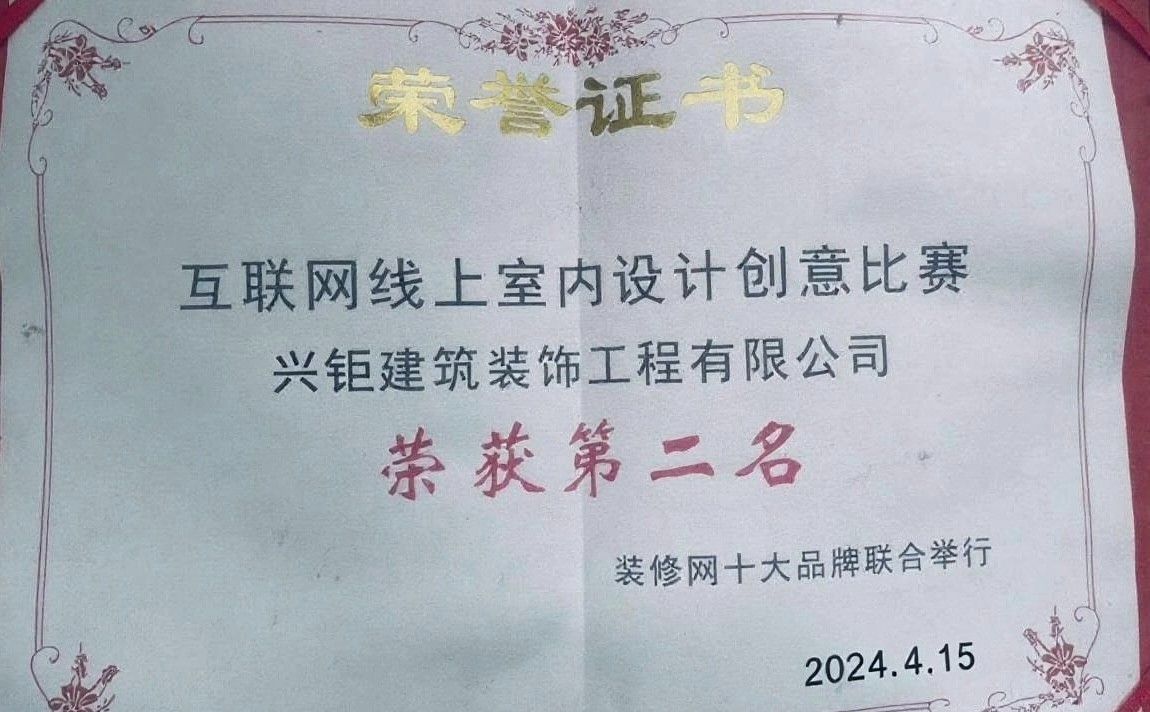 荣誉证书
互联网线上室内设计创意比赛
兴钜建筑装饰工程有限公司
荣获第二名
装修网十大品牌联合举行
2024.4.15